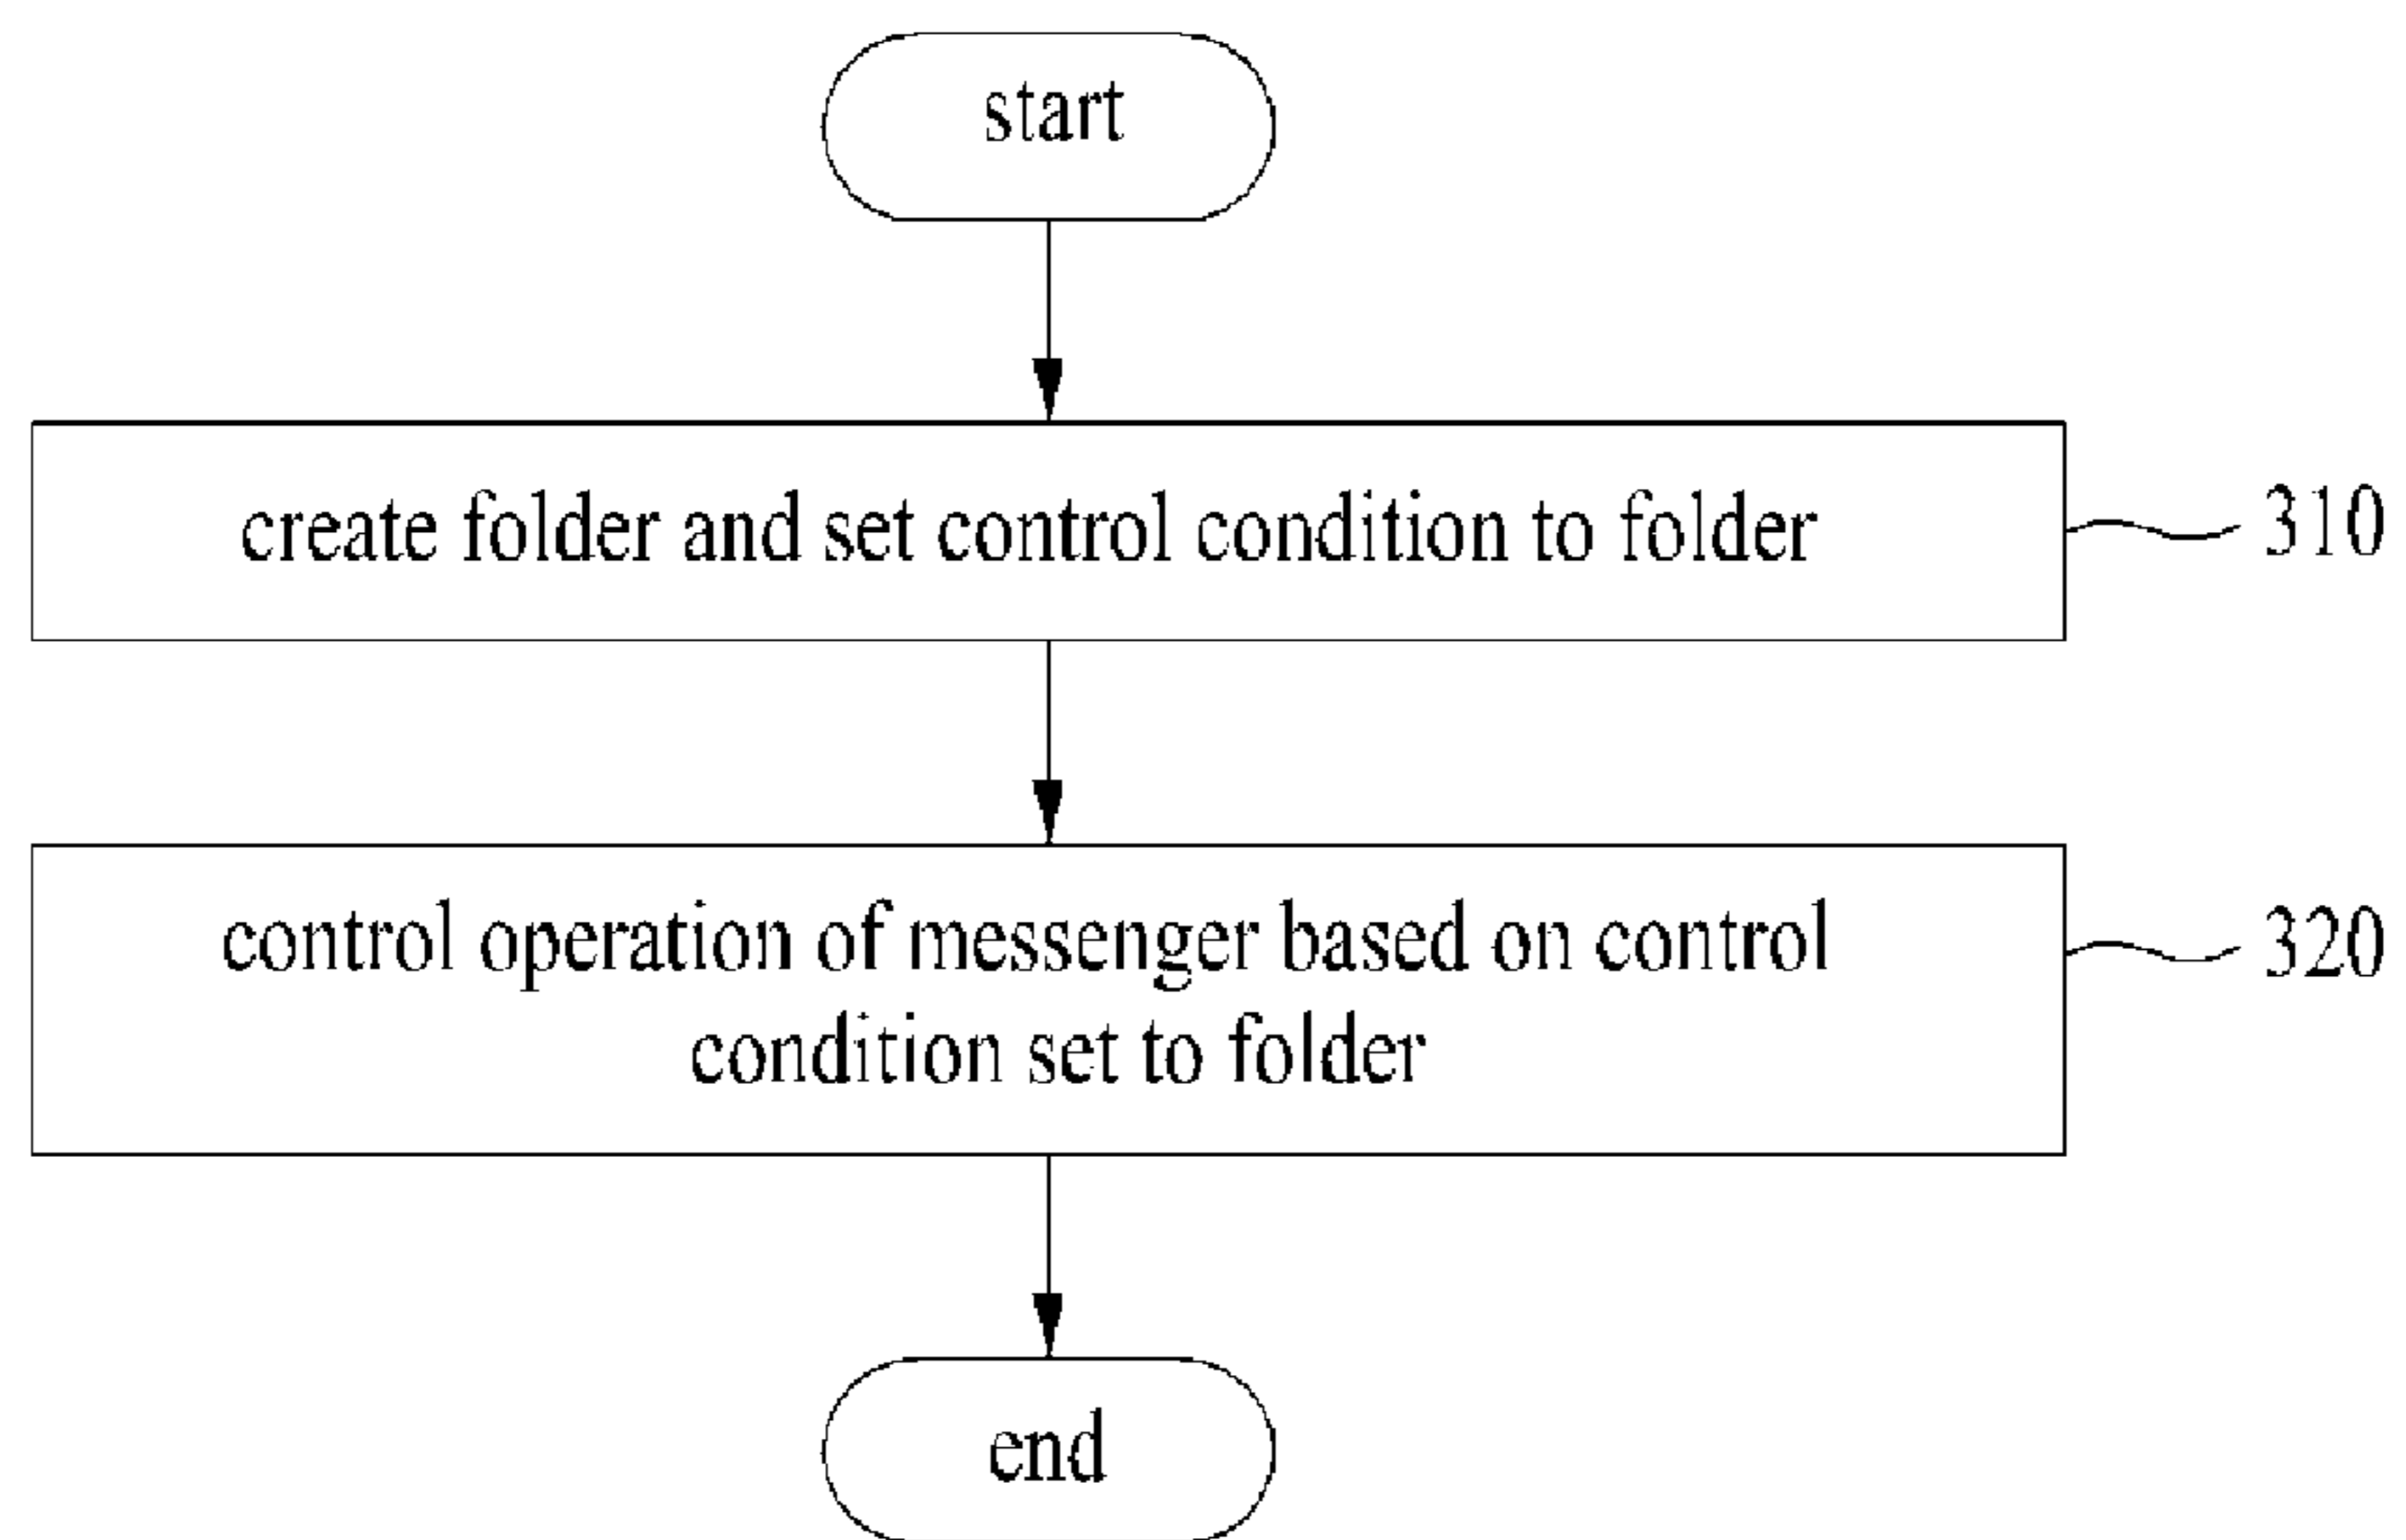 start
create folder and set control condition to folder
310
control operation of messenger based on control
condition set to folder
320
end